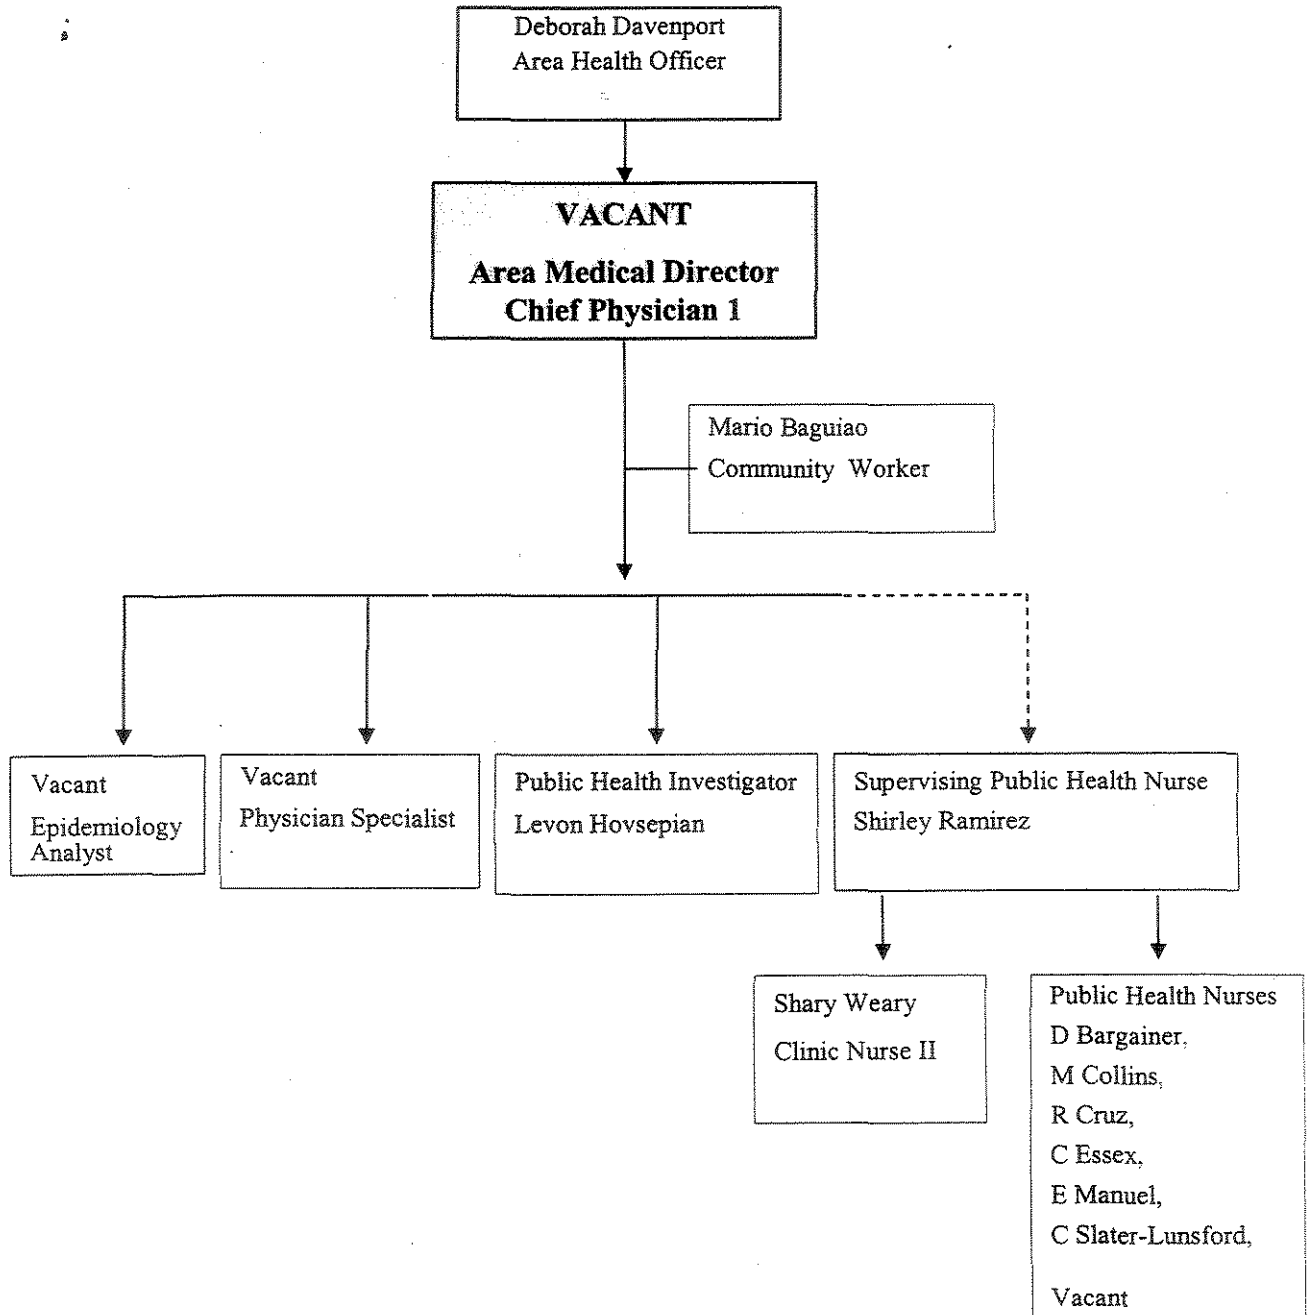 Deborah Davenport
Area Health Officer
VACANT
Area Medical Director
Chief Physician 1
Mario Baguiao
Community Worker
Vacant
Epidemiology
Analyst
Vacant
Physician Specialist
Public Health Investigator
Levon Hovsepian
Supervising Public Health Nurse
Shirley Ramirez
Shary Weary
Clinic Nurse II
Public Health Nurses
D Bargainer,
M Collins,
R Cruz,
C Essex,
E Manuel,
C Slater-Lunsford,
Vacant